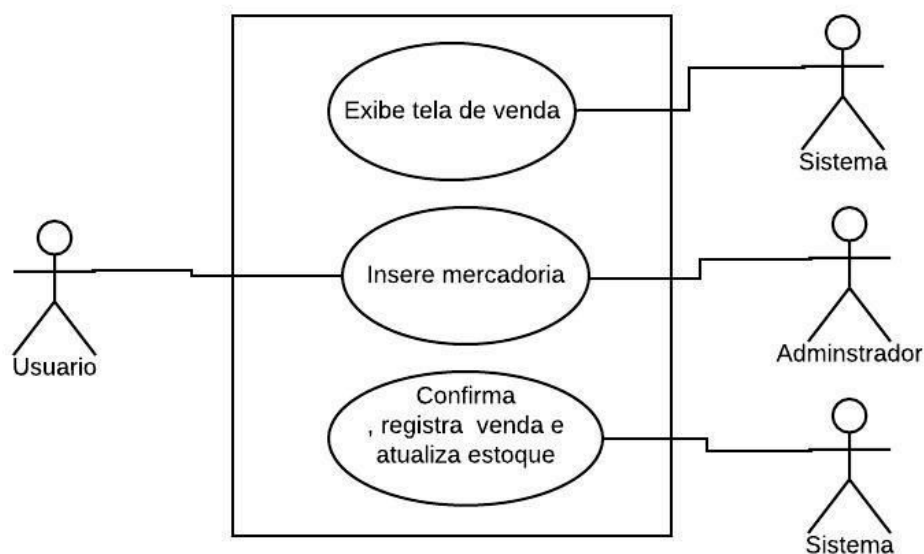 Exibe tela de venda
Sistema
Insere mercadoria
Usuario
Adminstrador
Confirma
, registra venda e
atualiza estoque
Sistema